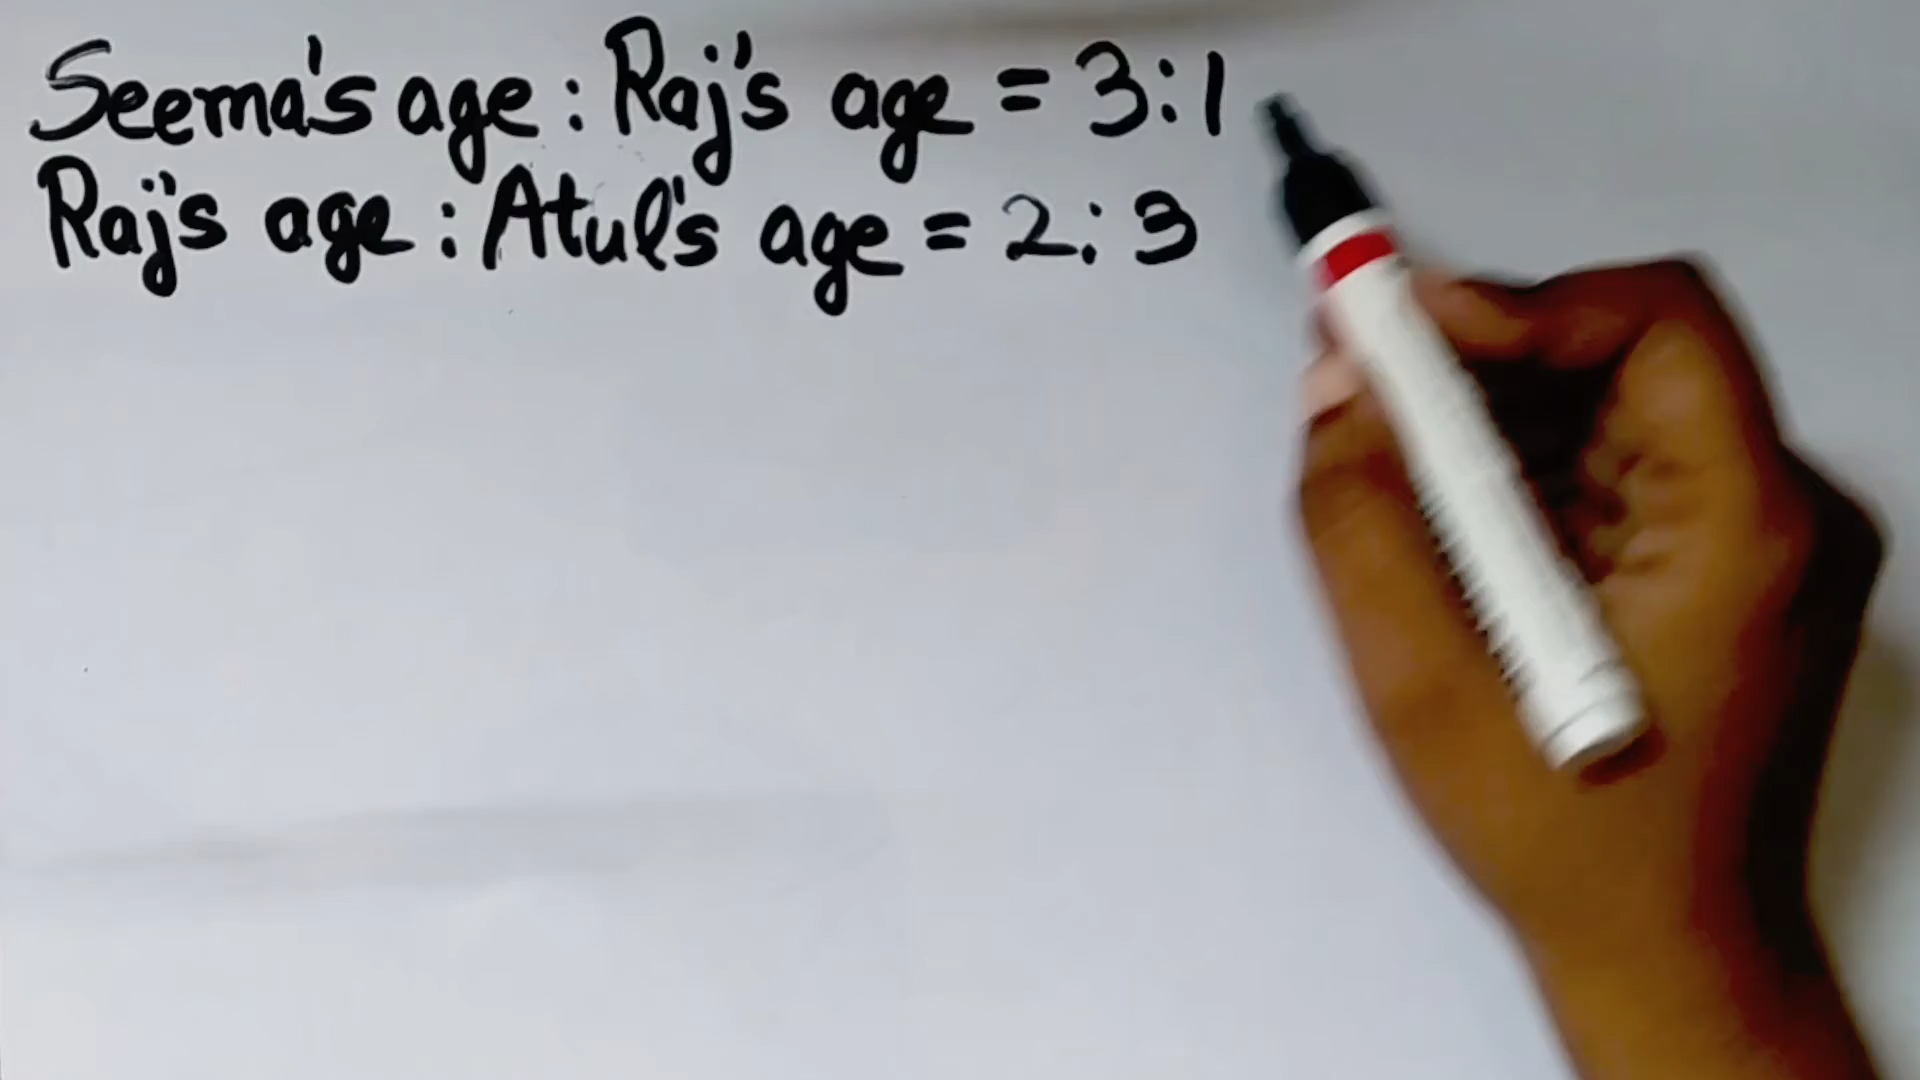 Seema's age : Raj's age = 3:1
Raj's age : Atul's age = 2:3